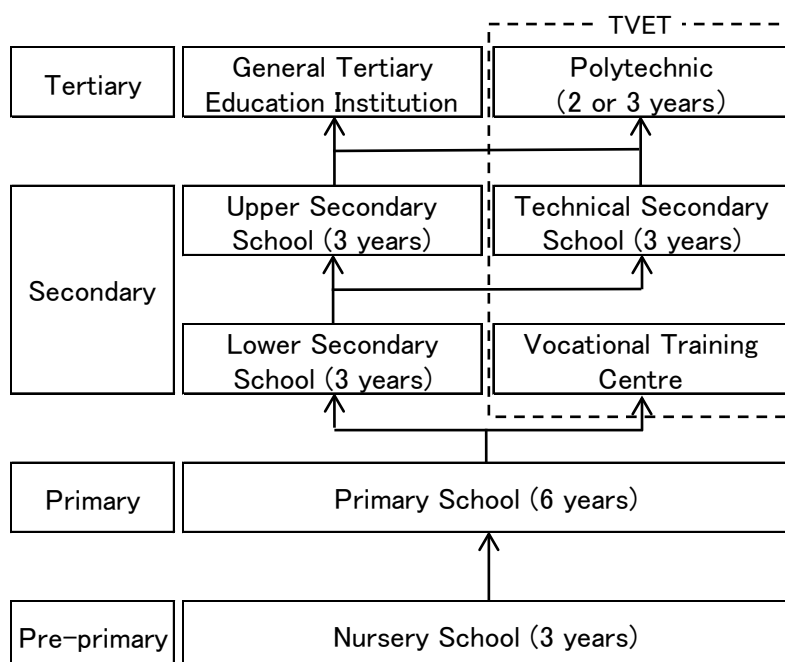 TVET
Tertiary
General Tertiary
Education Institution
Polytechnic
(2 or 3 years)
Secondary
Upper Secondary
School (3 years)
Technical Secondary
School (3 years)
Lower Secondary
School (3 years)
Vocational Training
Centre
Primary
Primary School (6 years)
Pre-primary
Nursery School (3 years)